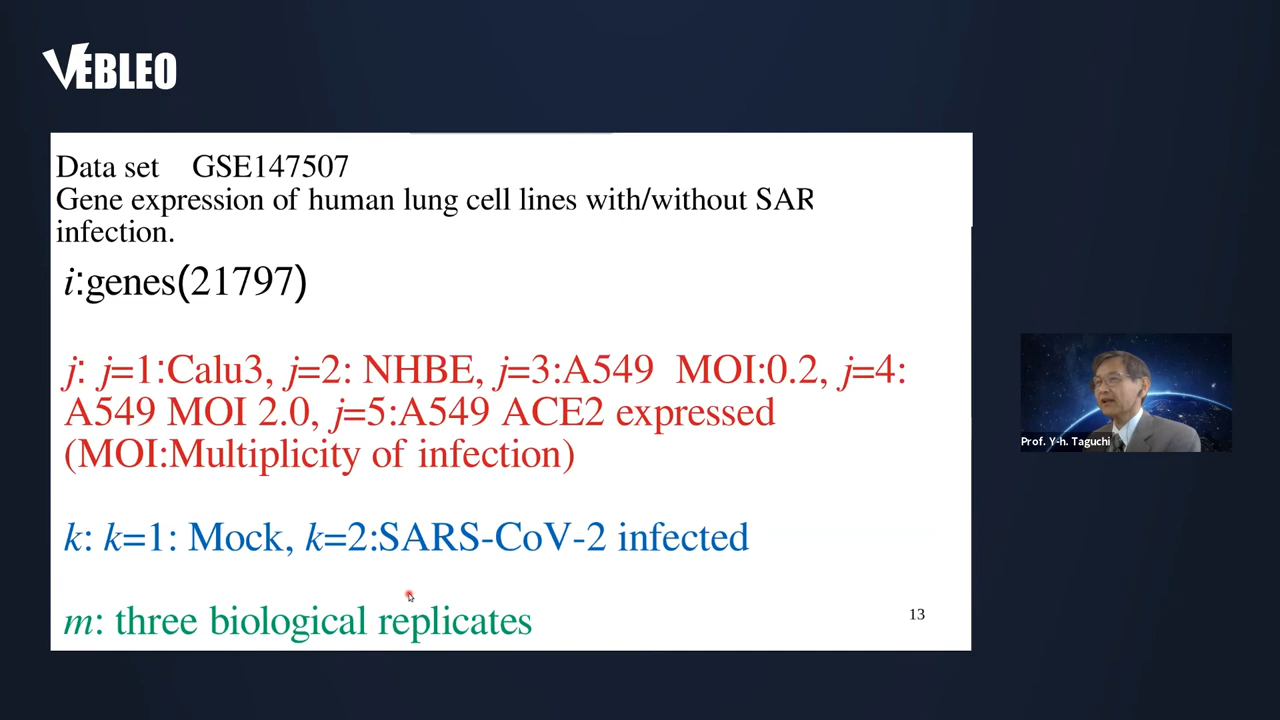 VEBLEO
Data set GSE147507
Gene expression of human lung cell lines with/without SAR
infection.
i:genes(21797)
j: j=1:Calu3, j=2: NHBE, j=3:A549 MOI:0.2, j=4:
A549 MOI 2.0, j=5:A549 ACE2 expressed
(MOI:Multiplicity of infection)
k: k=1: Mock, k=2:SARS-CoV-2 infected
m: three biological replicates
13
Prof. Y-h. Taguchi